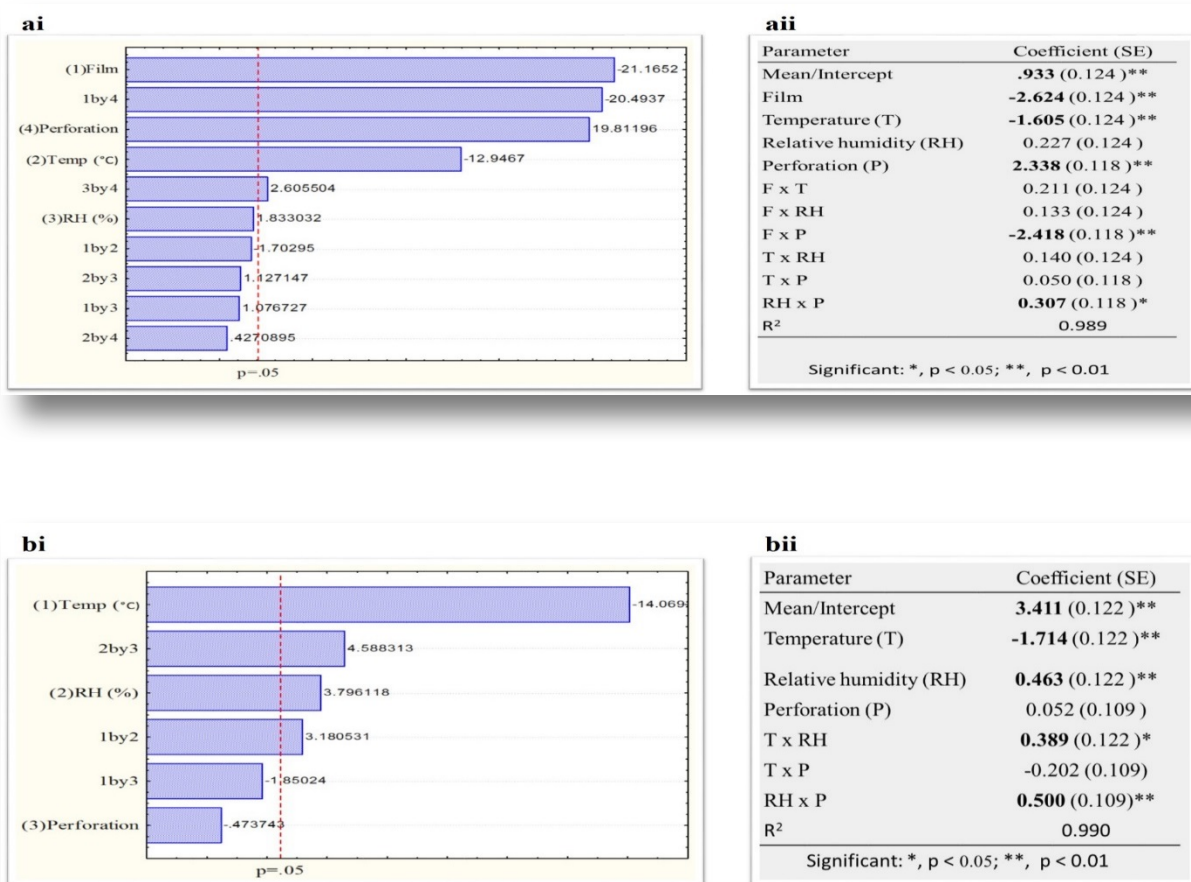 ai
(1)Film
-21.1652
1by4
-20.4937
(4)Perforation
19.81196
(2)Temp (°C)
-12.9467
3by4
2.605504
(3)RH (%)
1.833032
1by2
-1.70295
2by3
1.127147
1by3
1.076727
2by4
.4270895
p=.05
aii
Parameter Coefficient (SE)
Mean/Intercept .933 (0.124 )**
Film -2.624 (0.124 )**
Temperature (T) -1.605 (0.124 )**
Relative humidity (RH) 0.227 (0.124 )
Perforation (P) 2.338 (0.118 )**
F x T 0.211 (0.124 )
F x RH 0.133 (0.124 )
F x P -2.418 (0.118 )**
T x RH 0.140 (0.124 )
T x P 0.050 (0.118 )
RH x P 0.307 (0.118 )*
R² 0.989
Significant: *, p < 0.05; **, p < 0.01
bi
(1)Temp (°C)
-14.069
2by3
4.588313
(2)RH (%)
3.796118
1by2
3.180531
1by3
-1.85024
(3)Perforation
-.473743
p=.05
bii
Parameter Coefficient (SE)
Mean/Intercept 3.411 (0.122 )**
Temperature (T) -1.714 (0.122 )**
Relative humidity (RH) 0.463 (0.122 )**
Perforation (P) 0.052 (0.109 )
T x RH 0.389 (0.122 )*
T x P -0.202 (0.109)
RH x P 0.500 (0.109)**
R² 0.990
Significant: *, p < 0.05; **, p < 0.01